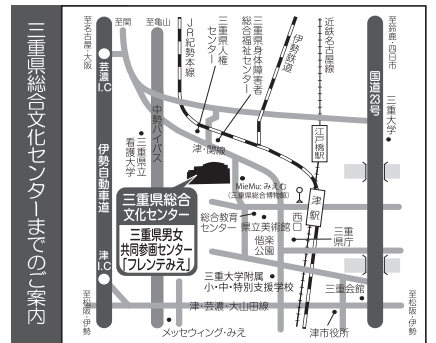 三重県総合文化センターまでのご案内
至名古屋・大阪
至関
至亀山
JR紀勢本線
三重県人権
センター
三重県身体障害者
総合福祉センター
伊勢鉄道
近鉄名古屋線
至鈴鹿・四日市
国道23号
三重大学
芸濃
I.C
中勢バイパス
三重県立
看護大学
津・関線
江戸橋駅
伊勢自動車道
MieMu:みえむ
(三重県総合博物館)
三重県総合
文化センター
三重県男女
共同参画センター
「フレンテみえ」
総合教育
センター
県立美術館
偕楽
公園
西口
津駅
三重
県庁
津
I.C
三重大学附属
小・中・特別支援学校
三重会館
津・芸濃・大山田線
至松阪・伊勢
メッセウィング・みえ
津市役所
至松阪・伊勢